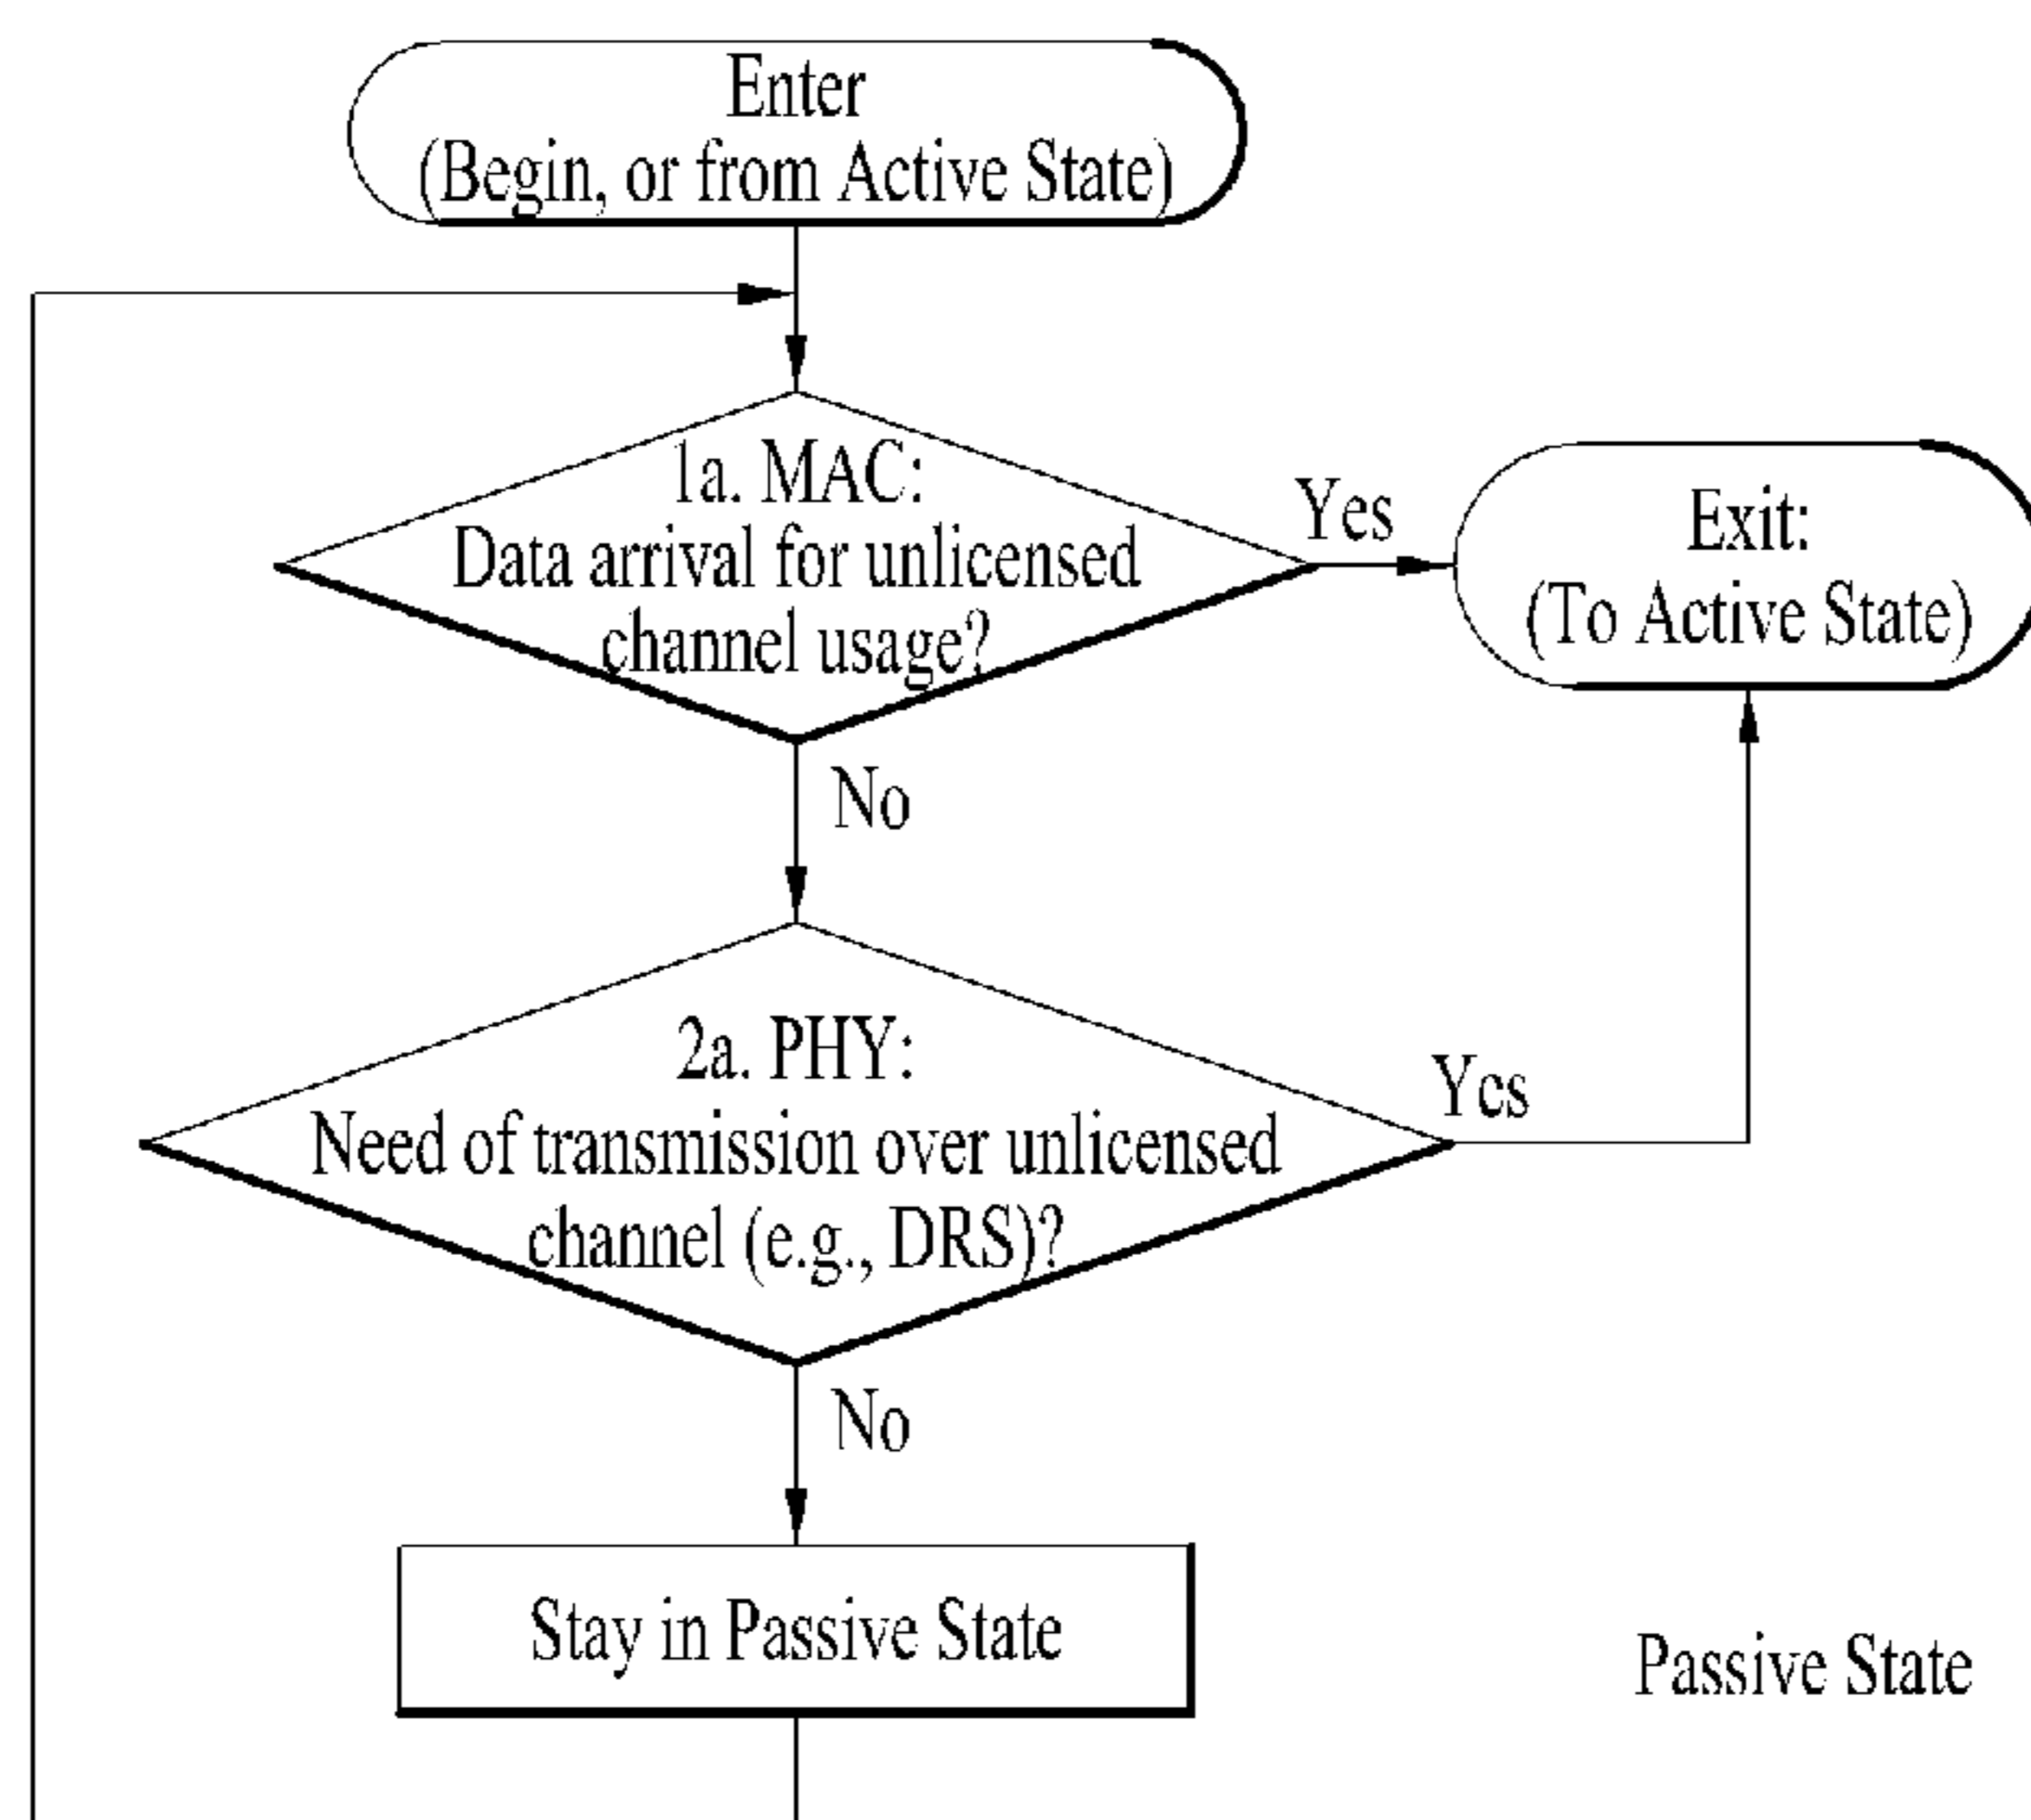 Enter
(Begin, or from Active State)
1a. MAC:
Data arrival for unlicensed
channel usage?
Yes
Exit:
(To Active State)
No
2a. PHY:
Need of transmission over unlicensed
channel (e.g., DRS)?
Yes
No
Stay in Passive State
Passive State